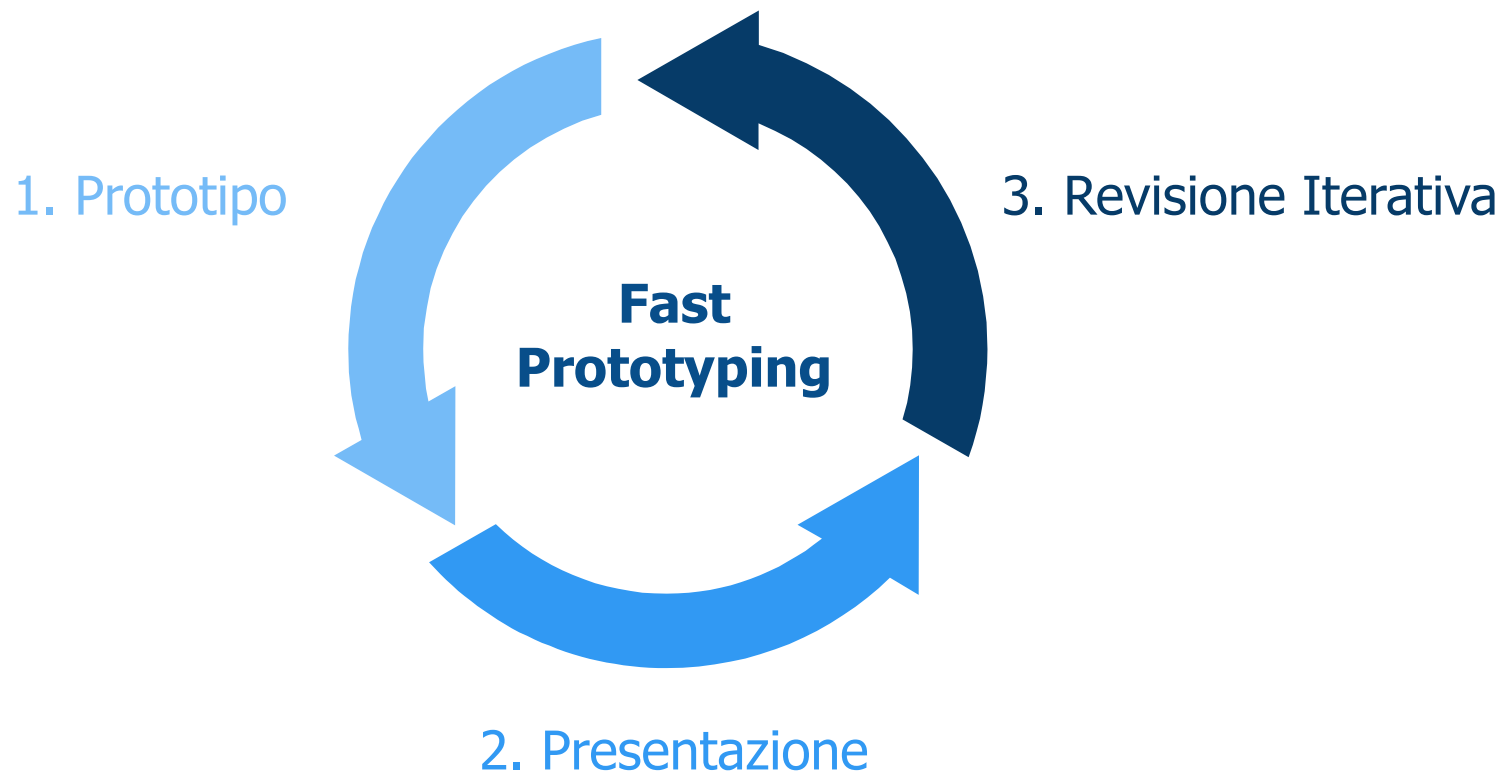 1. Prototipo
3. Revisione Iterativa
Fast
Prototyping
2. Presentazione